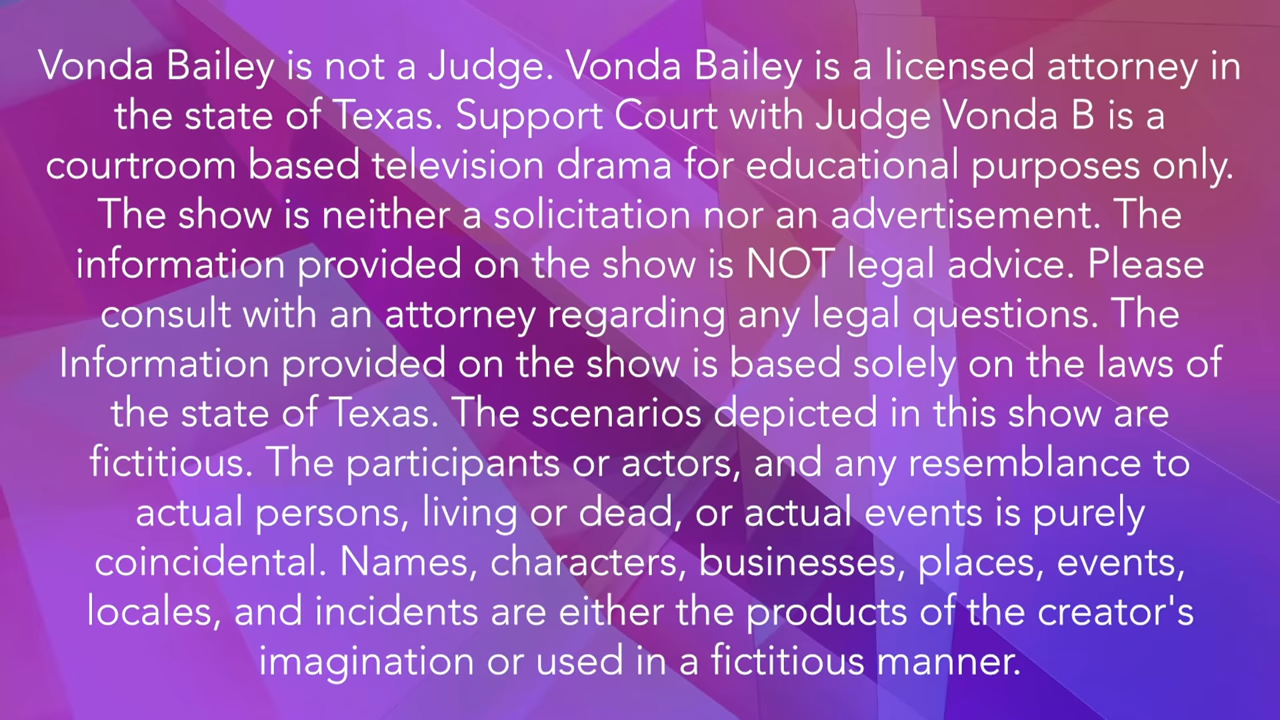 Vonda Bailey is not a Judge. Vonda Bailey is a licensed attorney in
the state of Texas. Support Court with Judge Vonda B is a
courtroom based television drama for educational purposes only.
The show is neither a solicitation nor an advertisement. The
information provided on the show is NOT legal advice. Please
consult with an attorney regarding any legal questions. The
Information provided on the show is based solely on the laws of
the state of Texas. The scenarios depicted in this show are
fictitious. The participants or actors, and any resemblance to
actual persons, living or dead, or actual events is purely
coincidental. Names, characters, businesses, places, events,
locales, and incidents are either the products of the creator's
imagination or used in a fictitious manner.